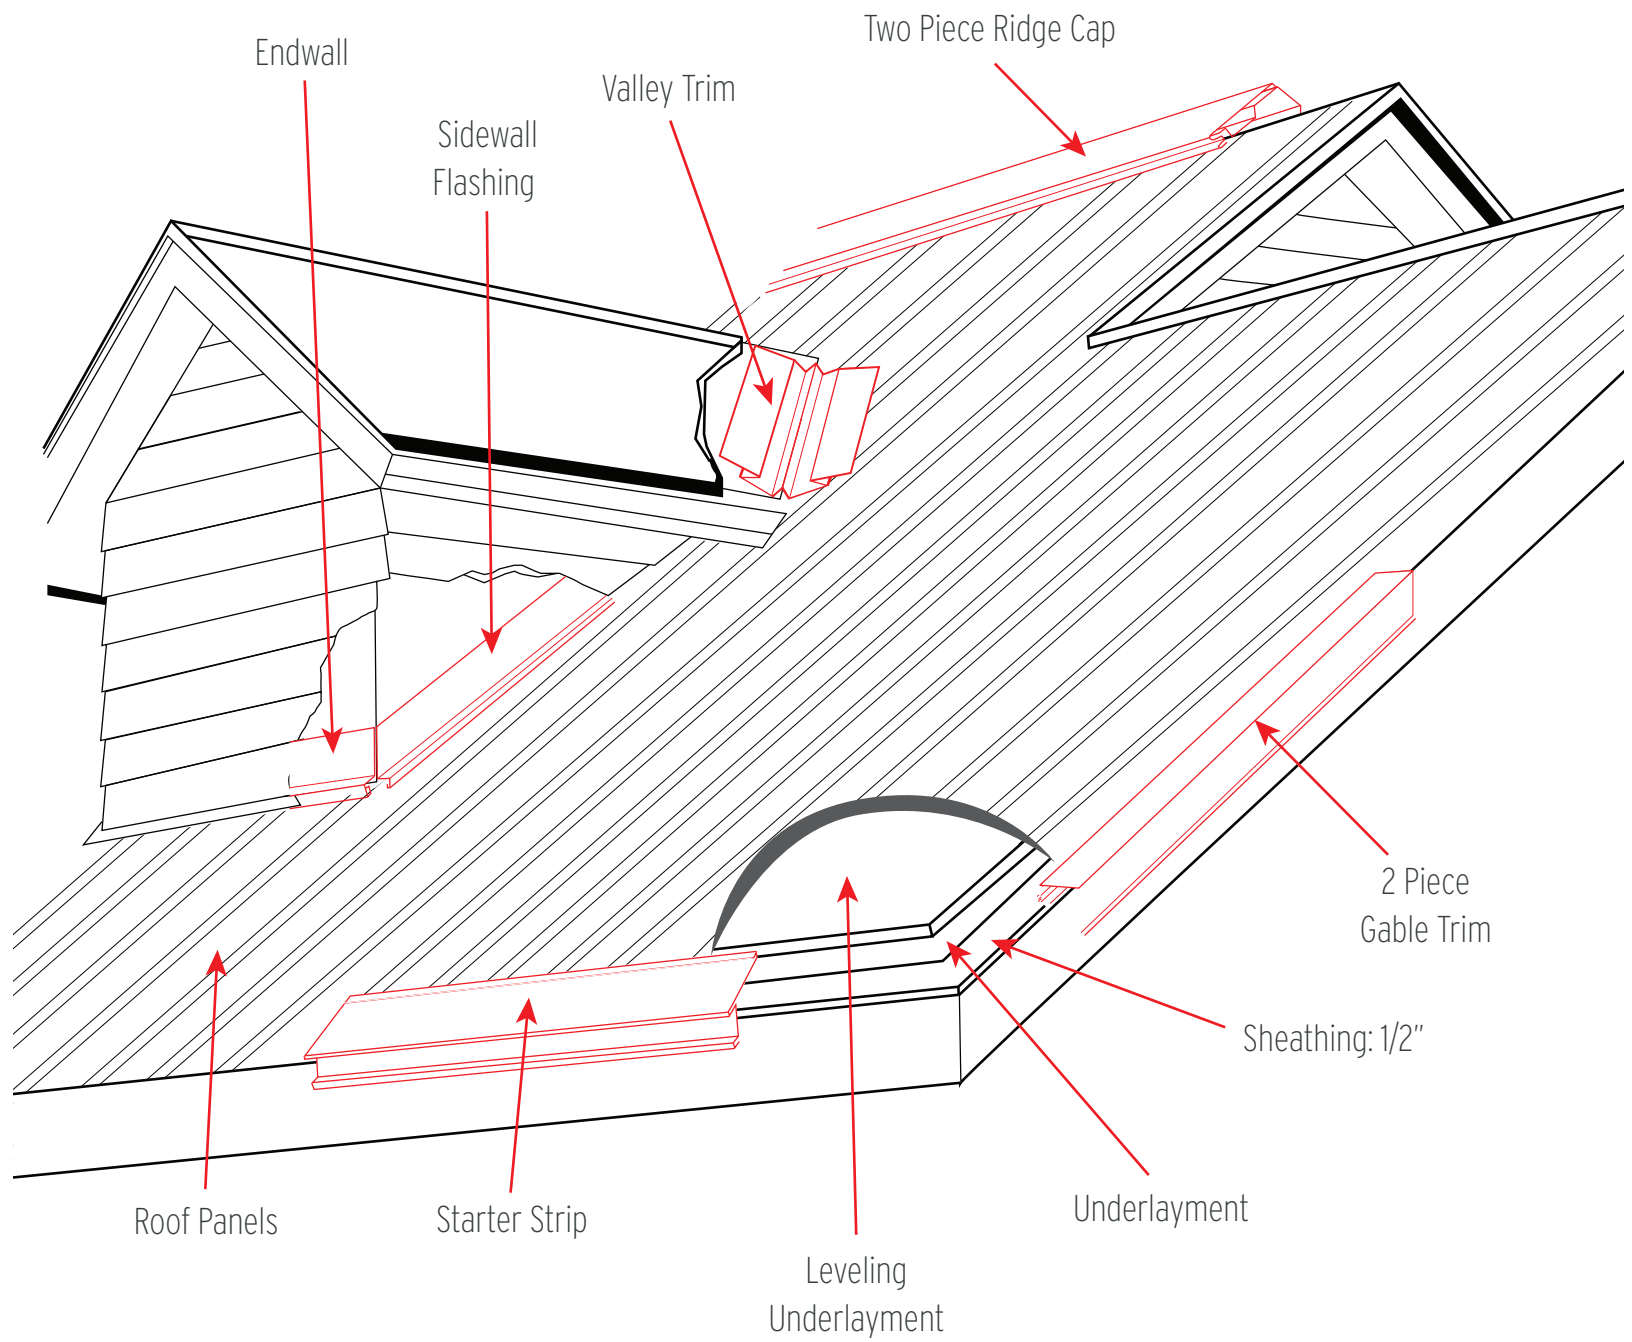 Two Piece Ridge Cap
Endwall
Valley Trim
Sidewall
Flashing
2 Piece
Gable Trim
Sheathing: 1/2"
Underlayment
Roof Panels
Starter Strip
Leveling
Underlayment